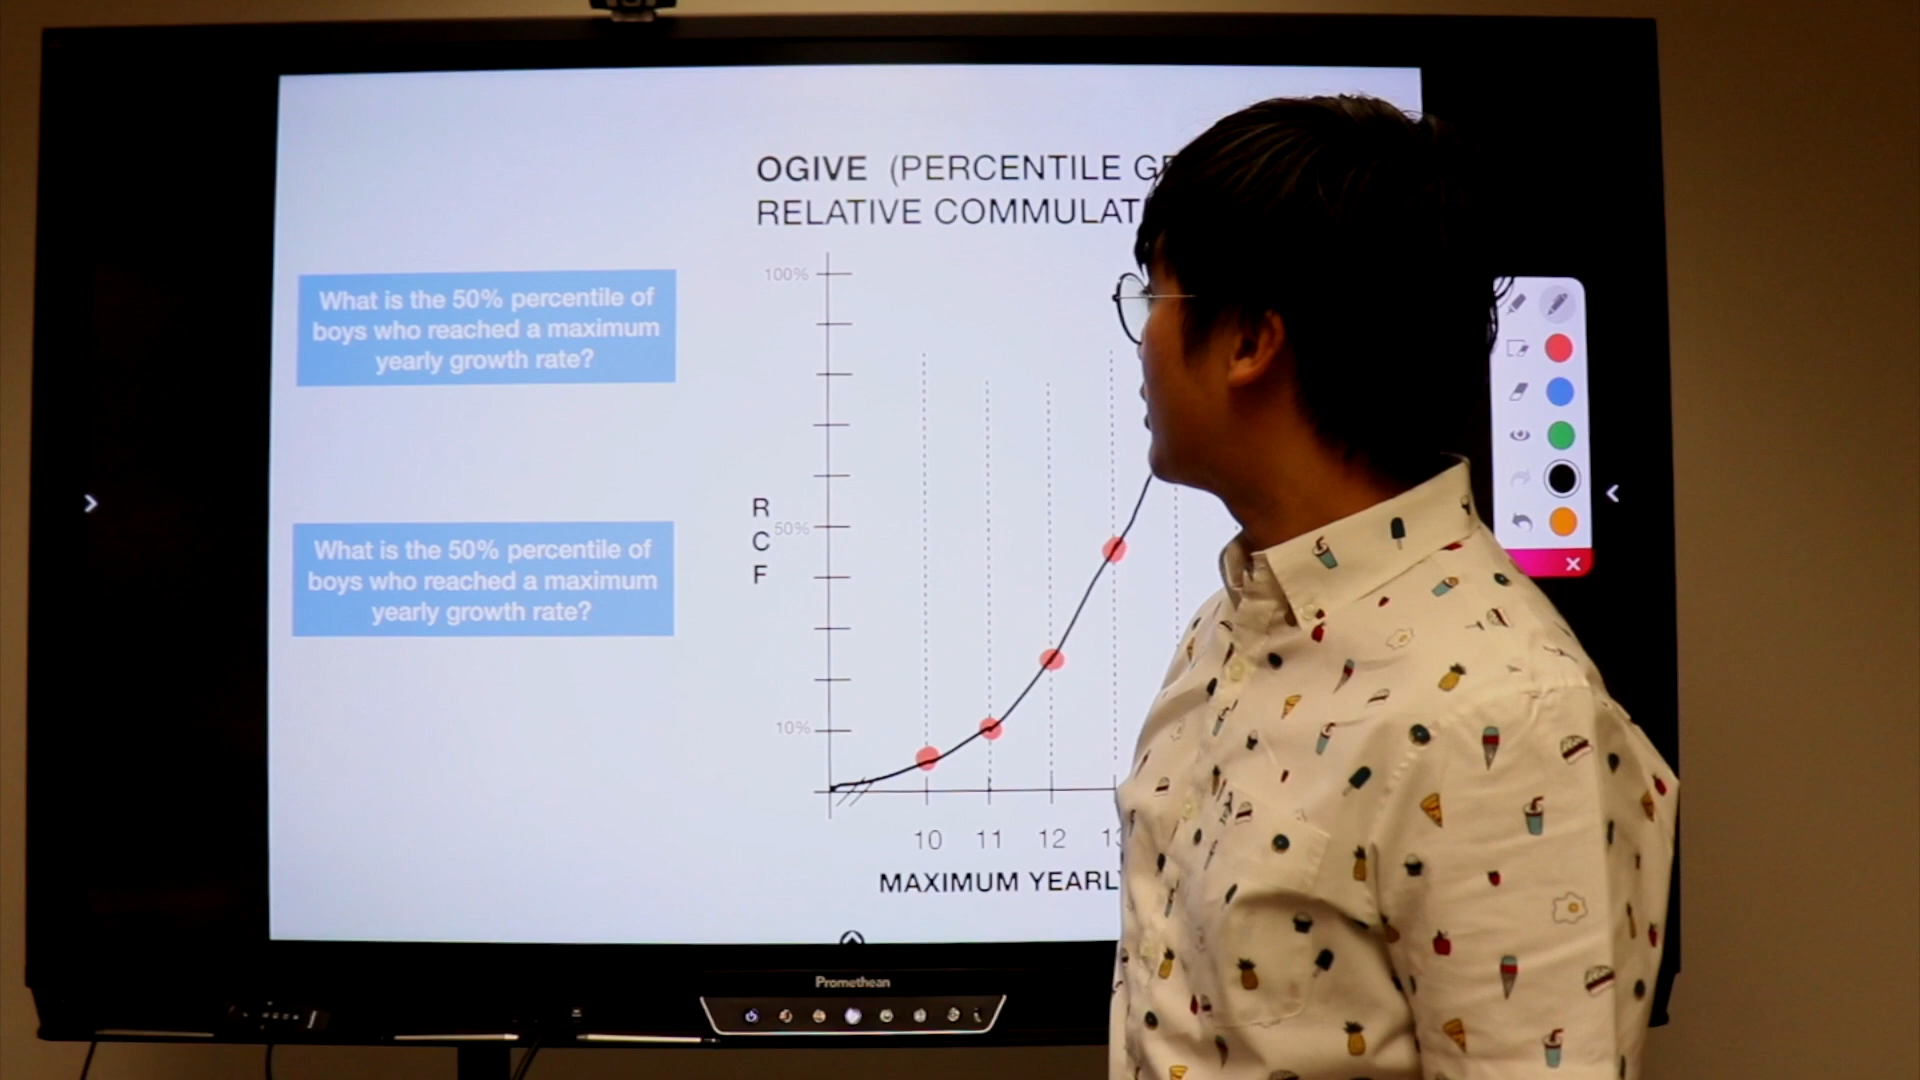 OGIVE (PERCENTILE
RELATIVE COMMULAT
100%
What is the 50% percentile of
boys who reached a maximum
yearly growth rate?
R
C
F
50%
What is the 50% percentile of
boys who reached a maximum
yearly growth rate?
10%
10 11 12
MAXIMUM YEARL
Promethean